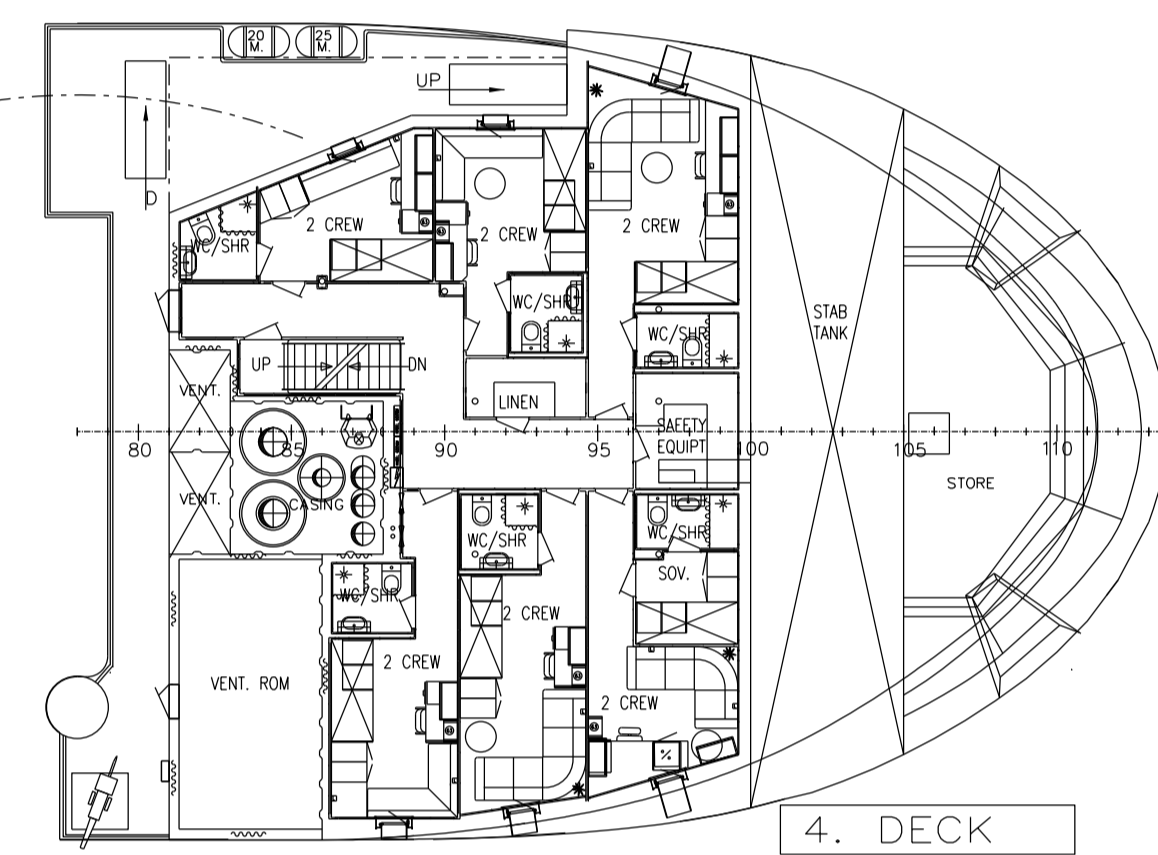 20
M.
25
M.
UP
D
2 CREW
2 CREW
2 CREW
WC/SHR
WC/SHR
WC/SHR
STAB
TANK
UP
DN
VENT.
LINEN
SAFETY
EQUIPT
80
85
90
95
100
105
110
VENT.
CASING
STORE
WC/SHR
WC/SHR
SOV.
WC/SHR
2 CREW
2 CREW
VENT. ROM
2 CREW
%
4. DECK